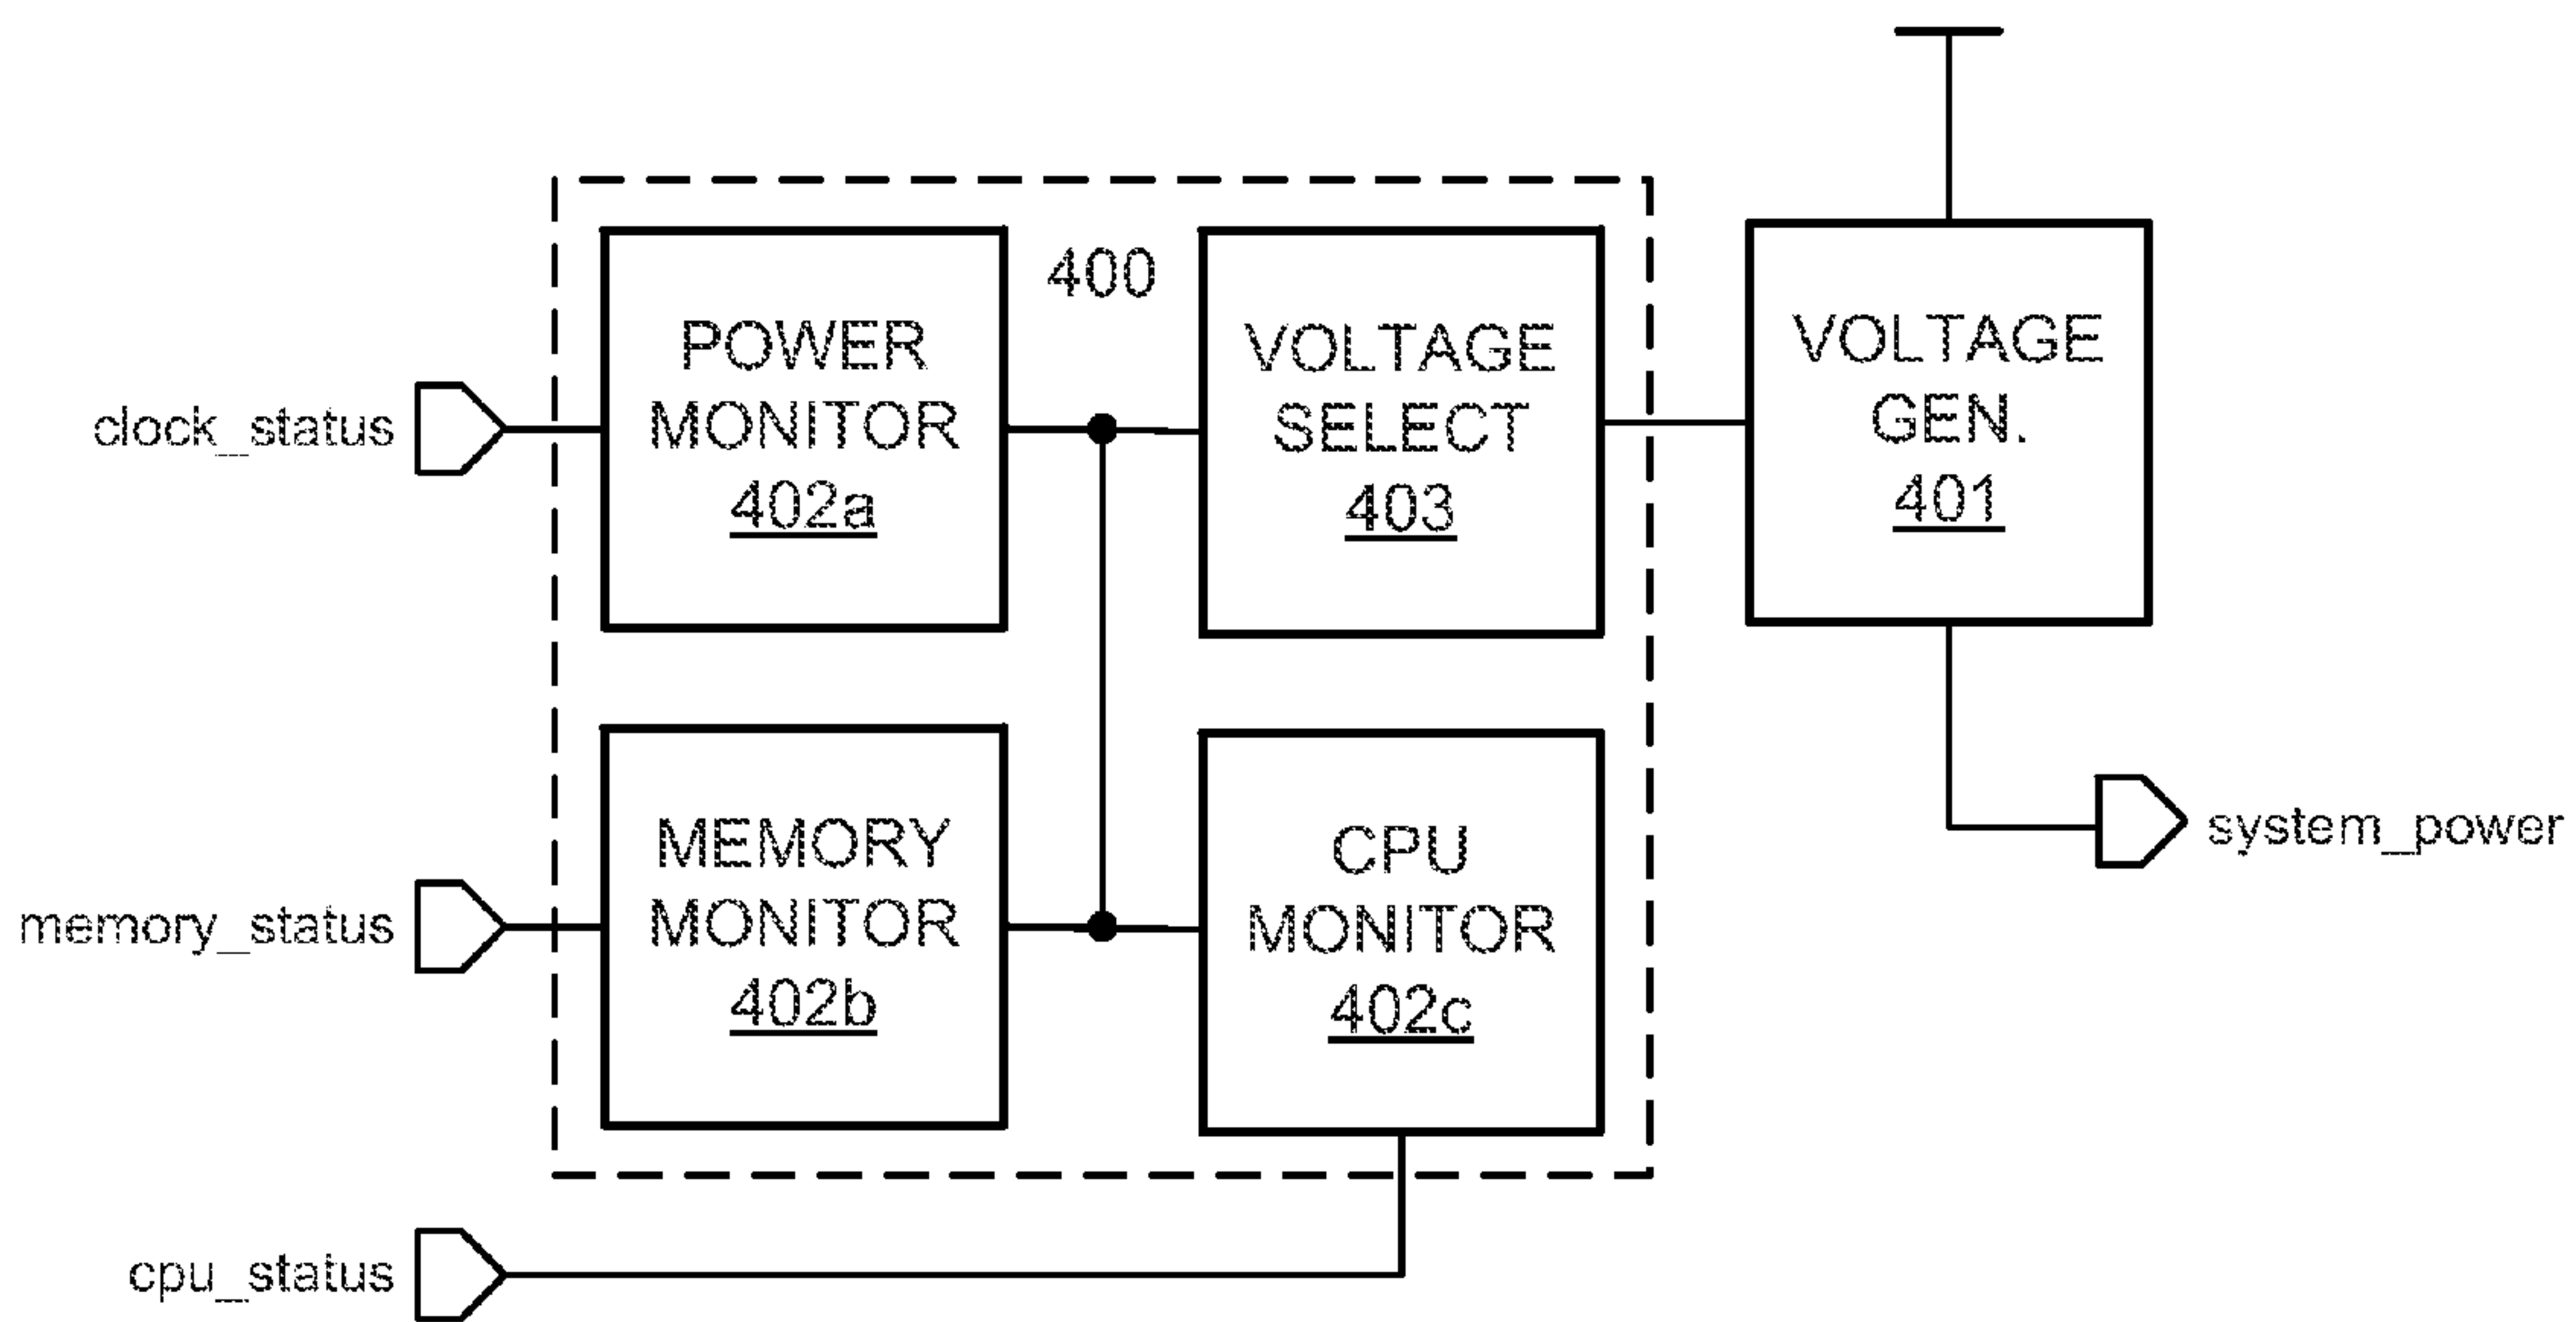 400
POWER
MONITOR
402a
VOLTAGE
SELECT
403
VOLTAGE
GEN.
401
clock_status
MEMORY
MONITOR
402b
CPU
MONITOR
402c
system_power
memory_status
cpu_status